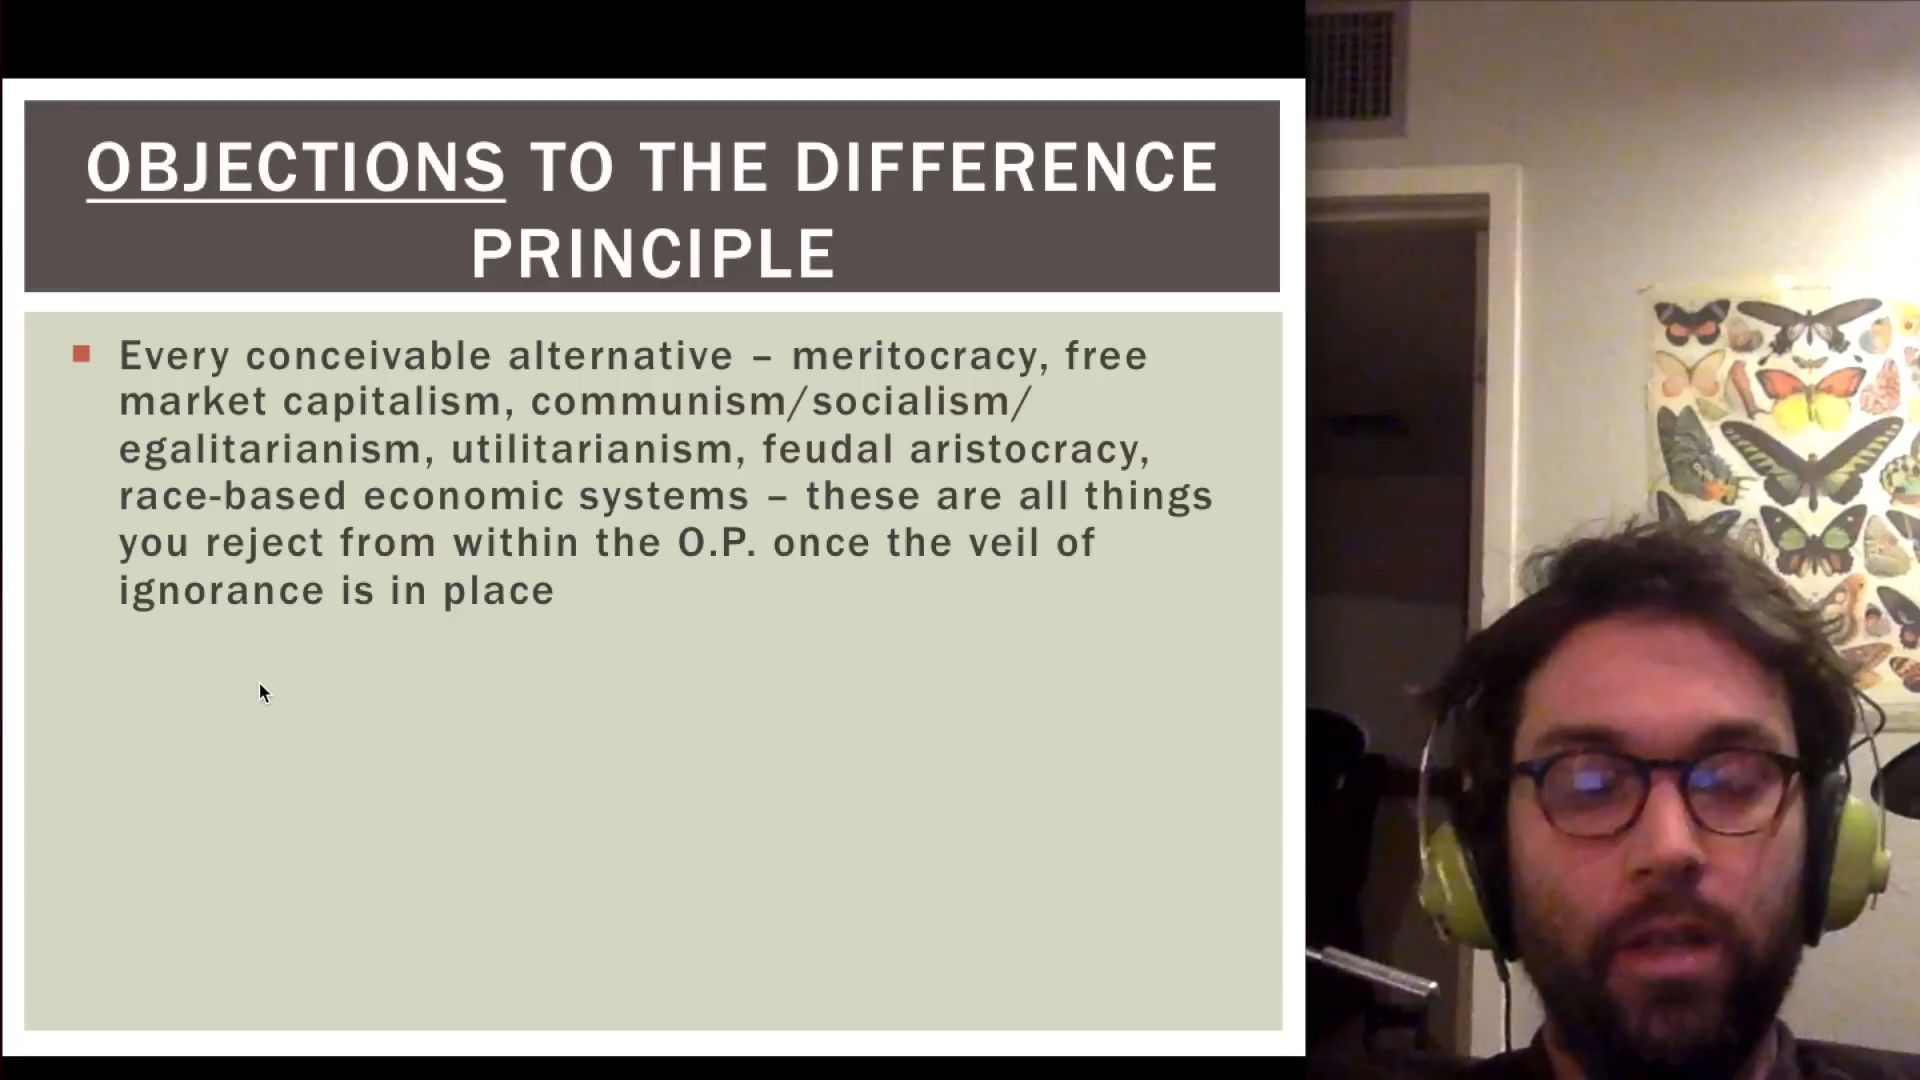 OBJECTIONS TO THE DIFFERENCE
PRINCIPLE
Every conceivable alternative – meritocracy, free
market capitalism, communism/socialism/
egalitarianism, utilitarianism, feudal aristocracy,
race-based economic systems – these are all things
you reject from within the O.P. once the veil of
ignorance is in place